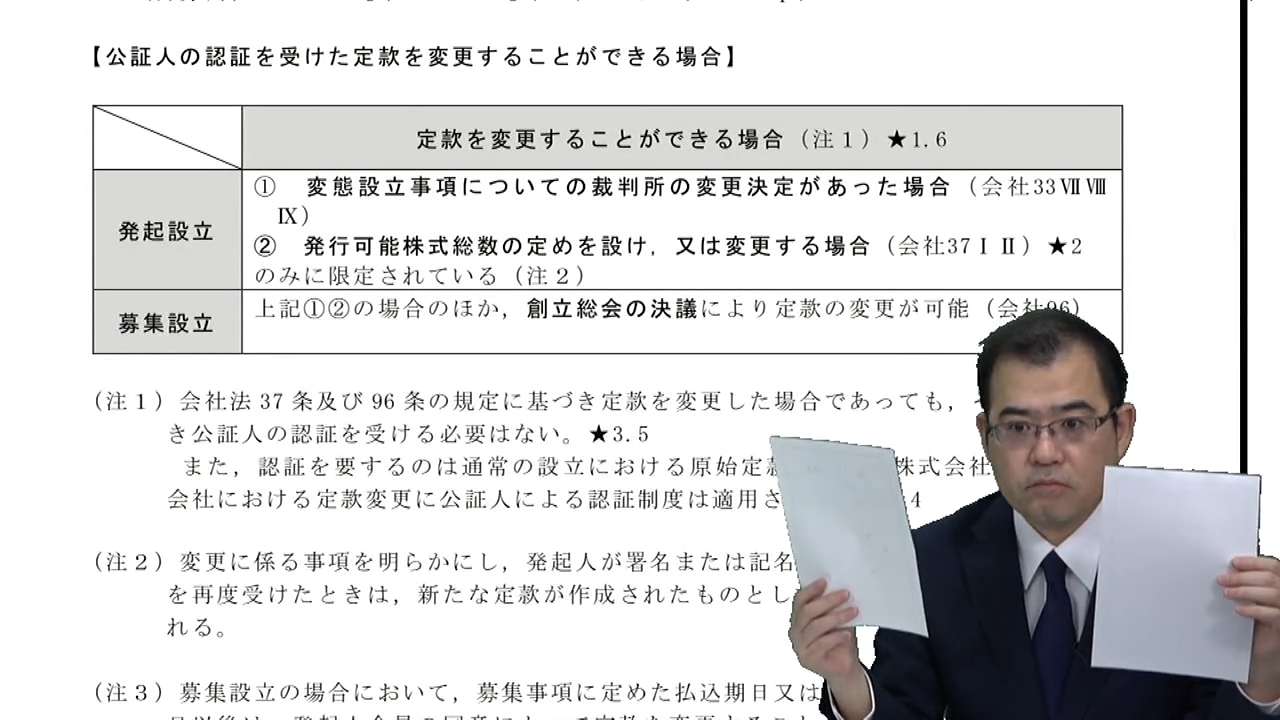 【公証人の認証を受けた定款を変更することができる場合】
定款を変更することができる場合（注１）★1.6
発起設立
①　変態設立事項についての裁判所の変更決定があった場合（会社33ⅦⅧ
Ⅸ）
②　発行可能株式総数の定めを設け，又は変更する場合（会社37ⅠⅡ）★2
のみに限定されている（注２）
募集設立
上記①②の場合のほか，創立総会の決議により定款の変更が可能（会社96）
（注１）会社法 37 条及び 96 条の規定に基づき定款を変更した場合であっても，
き公証人の認証を受ける必要はない。★3.5
また，認証を要するのは通常の設立における原始定款 株式会社
会社における定款変更に公証人による認証制度は適用さ 4
（注２）変更に係る事項を明らかにし，発起人が署名または記名
を再度受けたときは，新たな定款が作成されたものとし
れる。
（注３）募集設立の場合において，募集事項に定めた払込期日又は